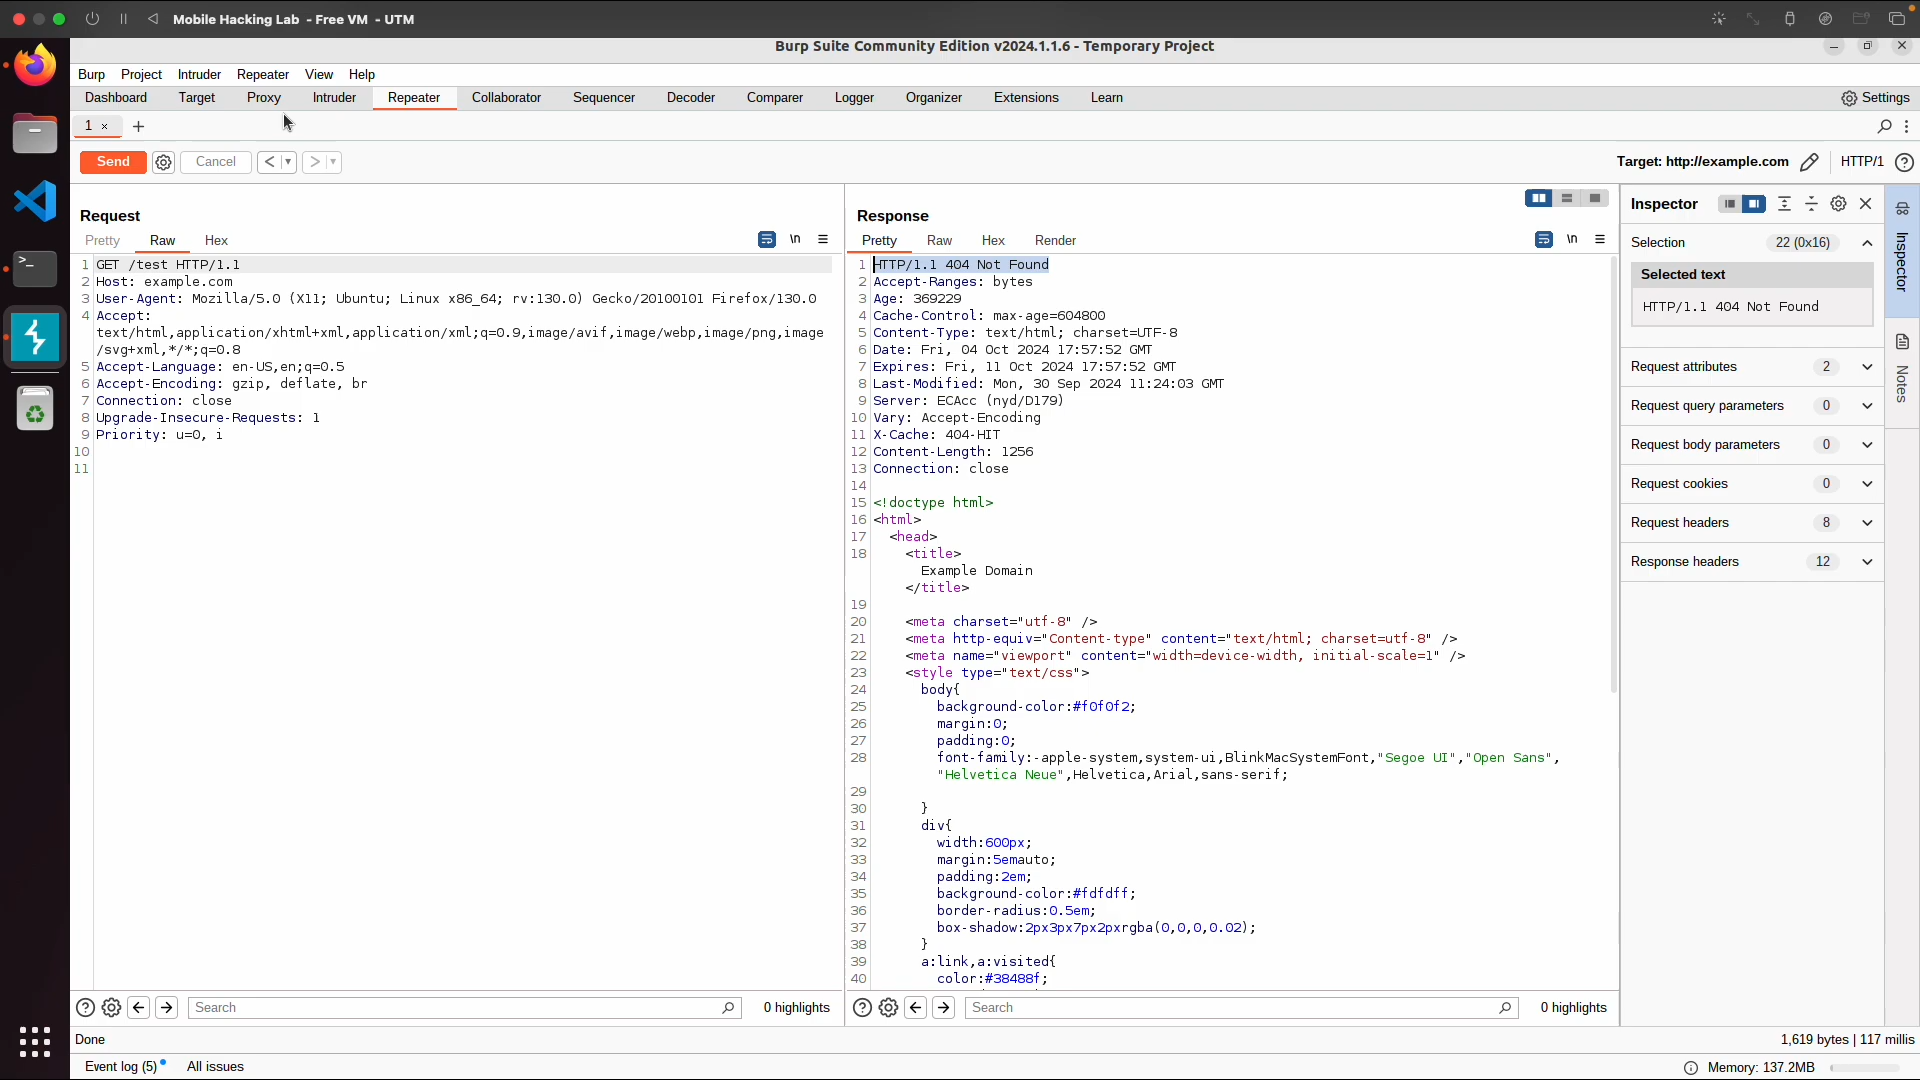 Mobile Hacking Lab - Free VM - UTM
Burp Suite Community Edition v2024.1.1.6 - Temporary Project
Burp Project Intruder Repeater View Help
Dashboard Target Proxy Intruder Repeater Collaborator Sequencer Decoder Comparer Logger Organizer Extensions Learn Settings
1 × +
Send Cancel < > Target: http://example.com HTTP/1 ?
Request
Pretty Raw Hex \n
1 GET /test HTTP/1.1
2 Host: example.com
3 User-Agent: Mozilla/5.0 (X11; Ubuntu; Linux x86_64; rv:130.0) Gecko/20100101 Firefox/130.0
4 Accept:
text/html,application/xhtml+xml,application/xml;q=0.9,image/avif,image/webp,image/png,image
/svg+xml,*/*;q=0.8
5 Accept-Language: en-US,en;q=0.5
6 Accept-Encoding: gzip, deflate, br
7 Connection: close
8 Upgrade-Insecure-Requests: 1
9 Priority: u=0, i
10
11
Response
Pretty Raw Hex Render \n
1 HTTP/1.1 404 Not Found
2 Accept-Ranges: bytes
3 Age: 369229
4 Cache-Control: max-age=604800
5 Content-Type: text/html; charset=UTF-8
6 Date: Fri, 04 Oct 2024 17:57:52 GMT
7 Expires: Fri, 11 Oct 2024 17:57:52 GMT
8 Last-Modified: Mon, 30 Sep 2024 11:24:03 GMT
9 Server: ECAcc (nyd/D179)
10 Vary: Accept-Encoding
11 X-Cache: 404-HIT
12 Content-Length: 1256
13 Connection: close
14
15 <!doctype html>
16 <html>
17 <head>
18 <title>
Example Domain
</title>
19
20 <meta charset="utf-8" />
21 <meta http-equiv="Content-type" content="text/html; charset=utf-8" />
22 <meta name="viewport" content="width=device-width, initial-scale=1" />
23 <style type="text/css">
24 body{
25 background-color:#f0f0f2;
26 margin:0;
27 padding:0;
28 font-family:-apple-system,system-ui,BlinkMacSystemFont,"Segoe UI","Open Sans",
"Helvetica Neue",Helvetica,Arial,sans-serif;
29
30 }
31 div{
32 width:600px;
33 margin:5emauto;
34 padding:2em;
35 background-color:#fdfdff;
36 border-radius:0.5em;
37 box-shadow:2px3px7px2pxrgba(0,0,0,0.02);
38 }
39 a:link,a:visited{
40 color:#38488f;
Inspector
Selection 22 (0x16)
Selected text
HTTP/1.1 404 Not Found
Request attributes 2
Request query parameters 0
Request body parameters 0
Request cookies 0
Request headers 8
Response headers 12
Inspector
Notes
? Search 0 highlights
? Search 0 highlights
Done 1,619 bytes | 117 millis
Event log (5) All issues Memory: 137.2MB